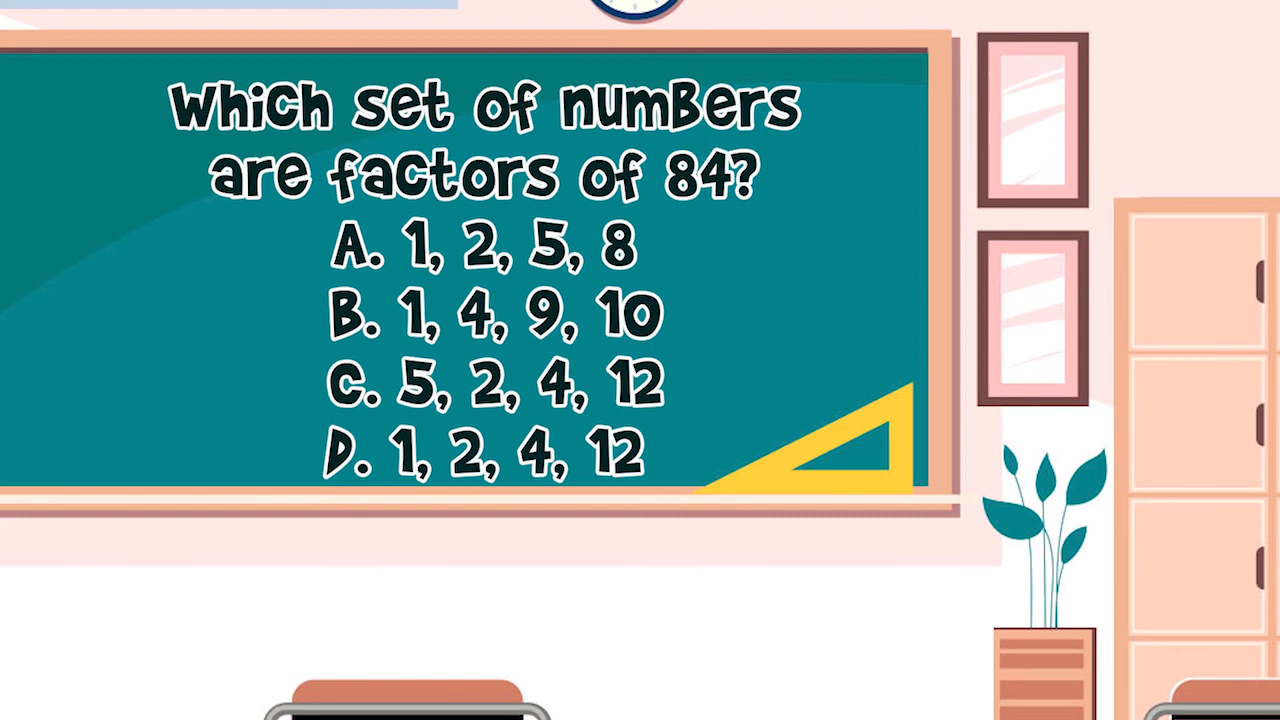 Which set of numBers
are factors of 84?
A. 1, 2, 5, 8
B. 1, 4, 9, 10
C. 5, 2, 4, 12
D. 1, 2, 4, 12